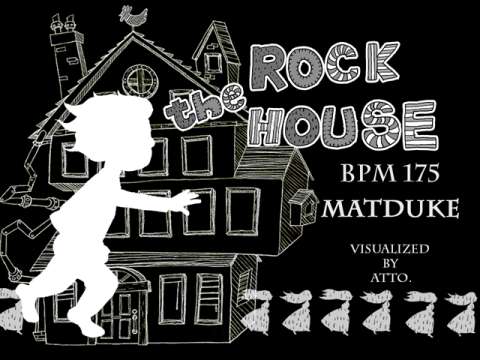 ROCK
the
HOUSE
BPM 175
MATDUKE
VISUALIZED
BY
ATTO.